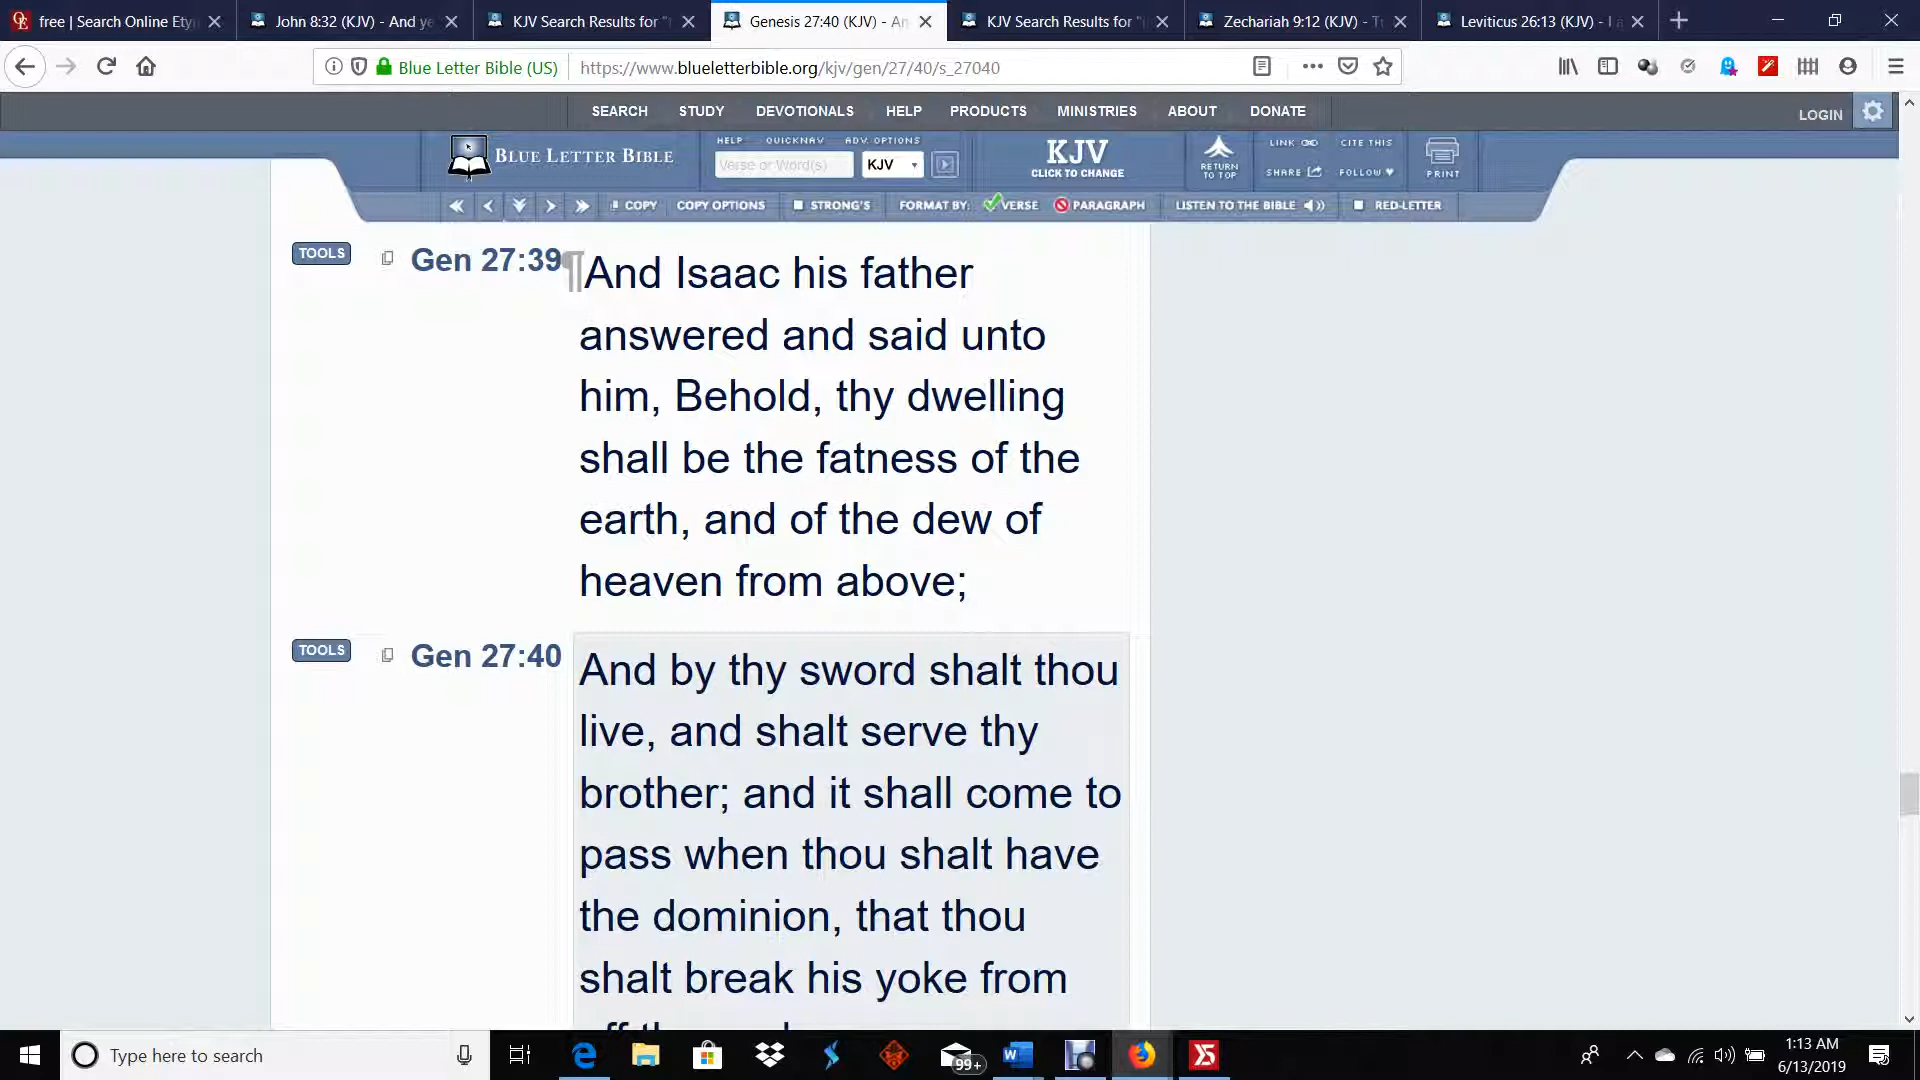 free | Search Online Ety
John 8:32 (KJV) - And ye
KJV Search Results for "
Genesis 27:40 (KJV) - An
KJV Search Results for "
Zechariah 9:12 (KJV) - Tu
Leviticus 26:13 (KJV) - I a
Blue Letter Bible (US)
https://www.blueletterbible.org/kjv/gen/27/40/s_27040
SEARCH STUDY DEVOTIONALS HELP PRODUCTS MINISTRIES ABOUT DONATE
LOGIN
BLUE LETTER BIBLE
HELP QUICKNAV ADV. OPTIONS
Verse or Word(s)
KJV
KJV
CLICK TO CHANGE
RETURN
TO TOP
LINK CITE THIS
SHARE FOLLOW
PRINT
COPY COPY OPTIONS STRONG'S FORMAT BY: VERSE PARAGRAPH LISTEN TO THE BIBLE RED-LETTER
TOOLS
Gen 27:39
¶And Isaac his father
answered and said unto
him, Behold, thy dwelling
shall be the fatness of the
earth, and of the dew of
heaven from above;
TOOLS
Gen 27:40
And by thy sword shalt thou
live, and shalt serve thy
brother; and it shall come to
pass when thou shalt have
the dominion, that thou
shalt break his yoke from
Type here to search
99+
1:13 AM
6/13/2019